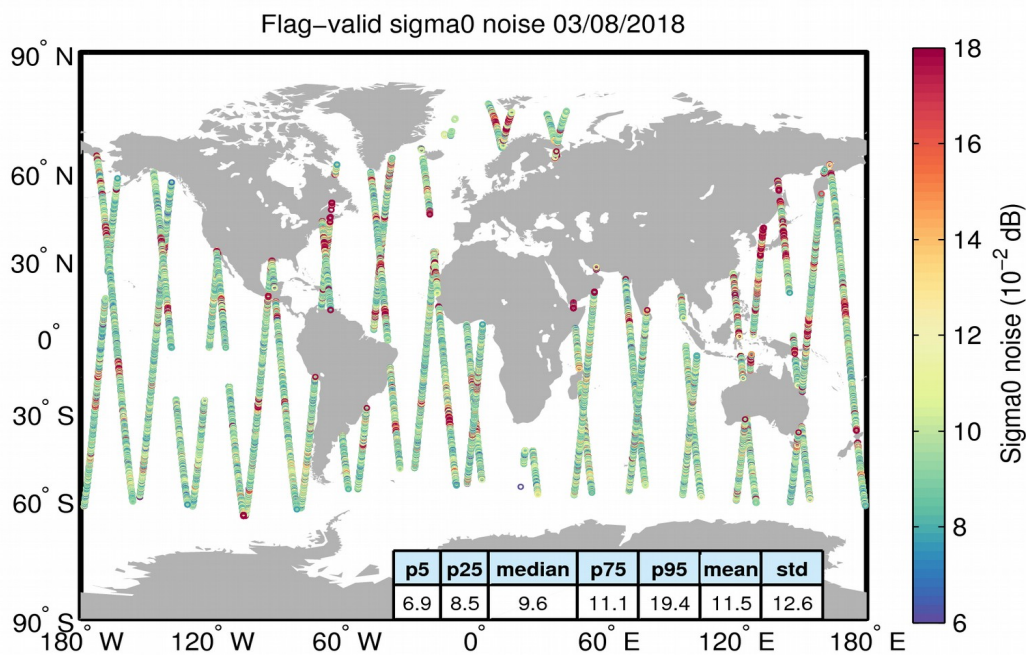 Flag−valid sigma0 noise 03/08/2018
90° N
60° N
30° N
0°
30° S
60° S
90° S
180° W
120° W
60° W
0°
60° E
120° E
180° E
p5 p25 median p75 p95 mean std
6.9 8.5 9.6 11.1 19.4 11.5 12.6
18
16
14
12
10
8
6
Sigma0 noise (10⁻² dB)